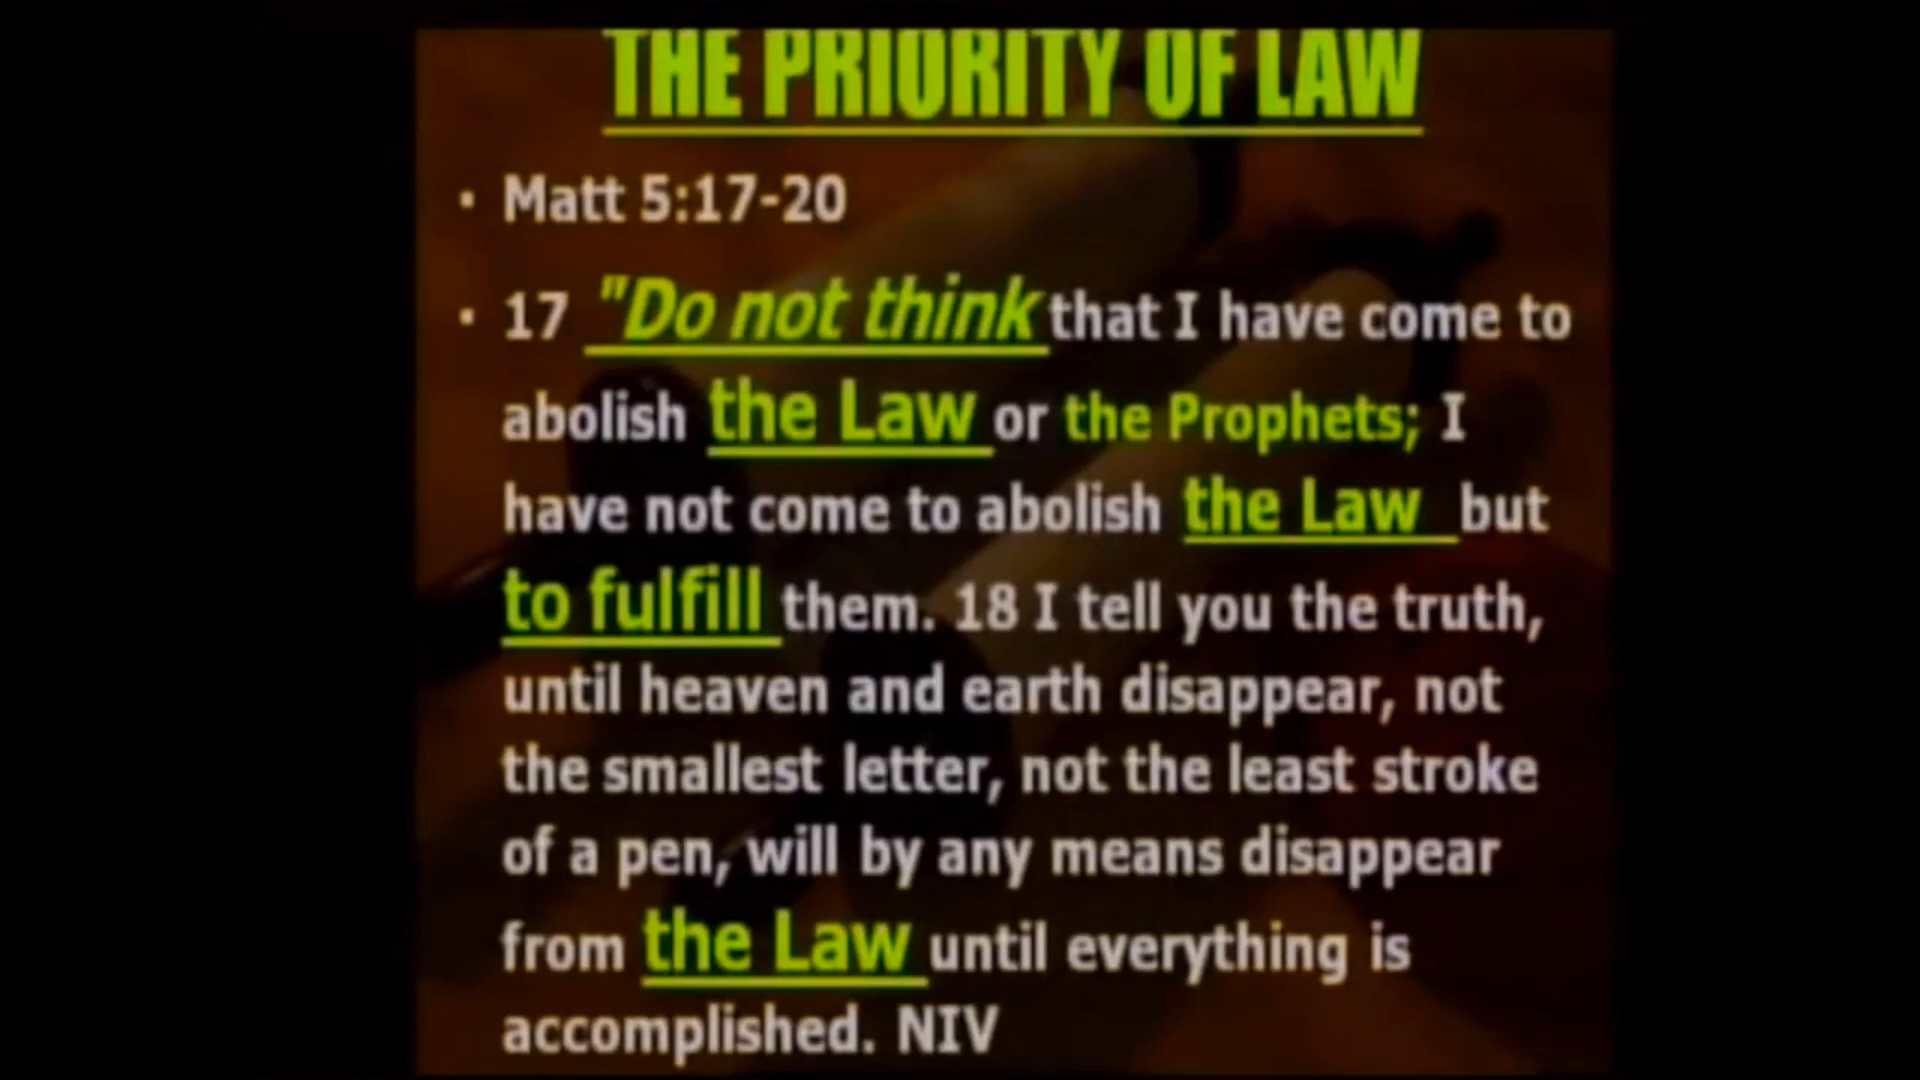 THE PRIORITY OF LAW
• Matt 5:17-20
• 17 "Do not think that I have come to
abolish the Law or the Prophets; I
have not come to abolish the Law but
to fulfill them. 18 I tell you the truth,
until heaven and earth disappear, not
the smallest letter, not the least stroke
of a pen, will by any means disappear
from the Law until everything is
accomplished. NIV